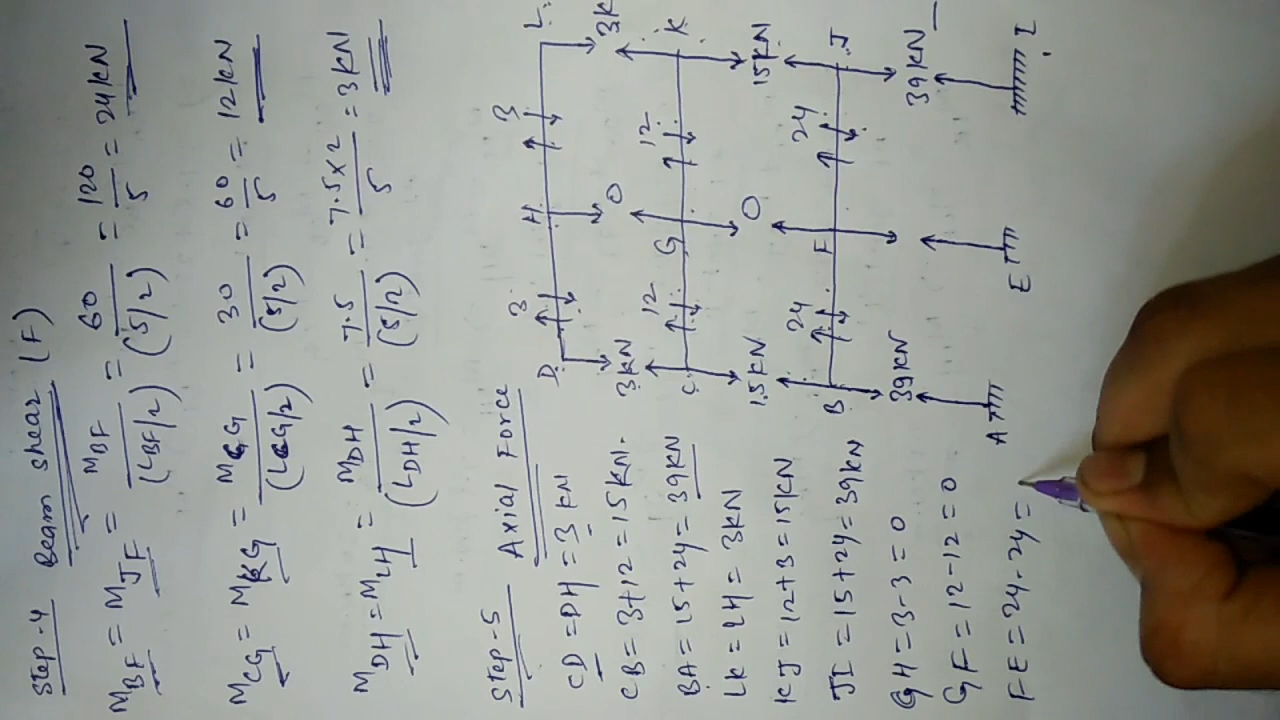 Step-4 Beam shear (F)
M_BF = M_JF = M_BF/(L_BF/2) = 60/(5/2) = 120/5 = 24kN
M_CG = M_KG = M_CG/(L_CG/2) = 30/(5/2) = 60/5 = 12kN
M_DH = M_LH = M_DH/(L_DH/2) = 7.5/(5/2) = 7.5×2/5 = 3kN
Step-5 Axial Force
CD = DH = 3 kN
CB = 3+12 = 15kN.
BA = 15+24 = 39kN
LK = LH = 3kN
KJ = 12+3 = 15kN
JI = 15+24 = 39kN
GH = 3-3 = 0
GF = 12-12 = 0
FE = 24-24 =
D 3 H 3 L
3kN 0 3k
C 12 G 12 K
15kN 0 15kN
B 24 F 24 J
39kN 39kN
A E I